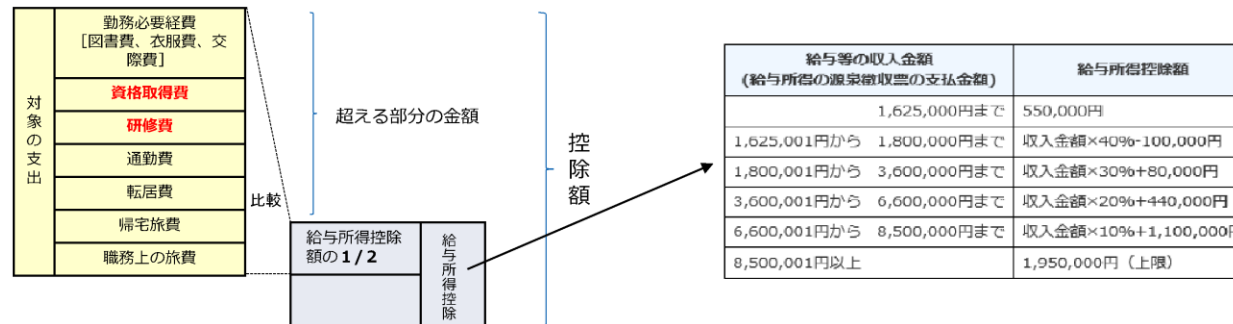 対象の支出
勤務必要経費
[図書費、衣服費、交
際費]
資格取得費
研修費
通勤費
転居費
帰宅旅費
職務上の旅費
比較
超える部分の金額
給与所得控除
額の1/2
給与所得控除
控除額
給与等の収入金額
(給与所得の源泉徴収票の支払金額)
給与所得控除額
1,625,000円まで 550,000円
1,625,001円から 1,800,000円まで 収入金額×40%-100,000円
1,800,001円から 3,600,000円まで 収入金額×30%+80,000円
3,600,001円から 6,600,000円まで 収入金額×20%+440,000円
6,600,001円から 8,500,000円まで 収入金額×10%+1,100,000円
8,500,001円以上 1,950,000円（上限）